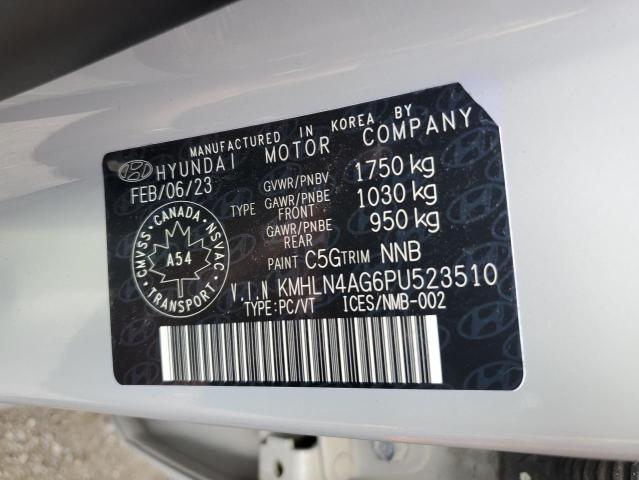 MANUFACTURED IN KOREA BY
HYUNDAI MOTOR COMPANY
FEB/06/23
GVWR/PNBV 1750 kg
TYPE GAWR/PNBE FRONT 1030 kg
GAWR/PNBE REAR 950 kg
PAINT C5G TRIM NNB
CMVSS CANADA NSVAC
A54
TRANSPORT
V.I.N KMHLN4AG6PU523510
TYPE:PC/VT ICES/NMB-002